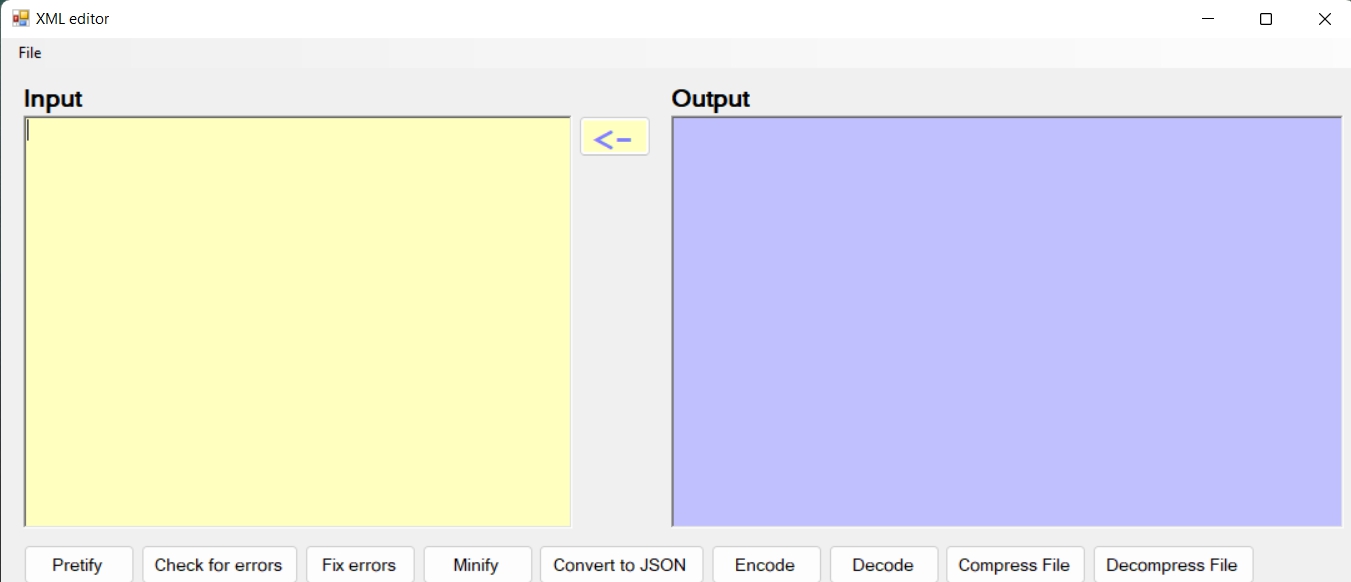 XML editor
File
Input
Output
<-
Pretify
Check for errors
Fix errors
Minify
Convert to JSON
Encode
Decode
Compress File
Decompress File